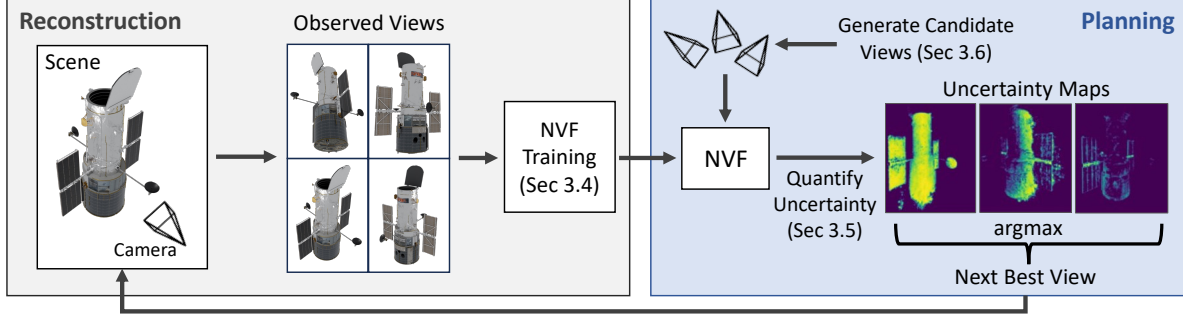 Reconstruction
Scene
Camera
Observed Views
NVF
Training
(Sec 3.4)
Planning
Generate Candidate
Views (Sec 3.6)
NVF
Quantify
Uncertainty
(Sec 3.5)
Uncertainty Maps
argmax
Next Best View